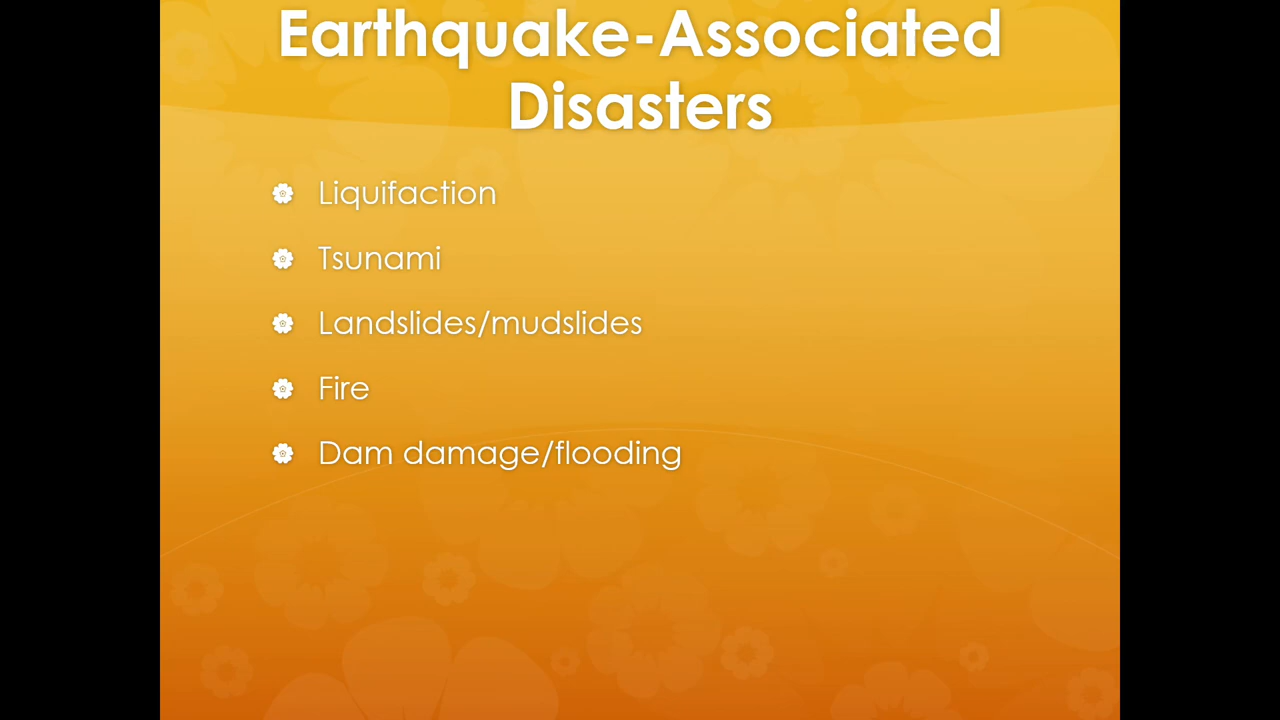 Earthquake-Associated
Disasters
Liquifaction
Tsunami
Landslides/mudslides
Fire
Dam damage/flooding